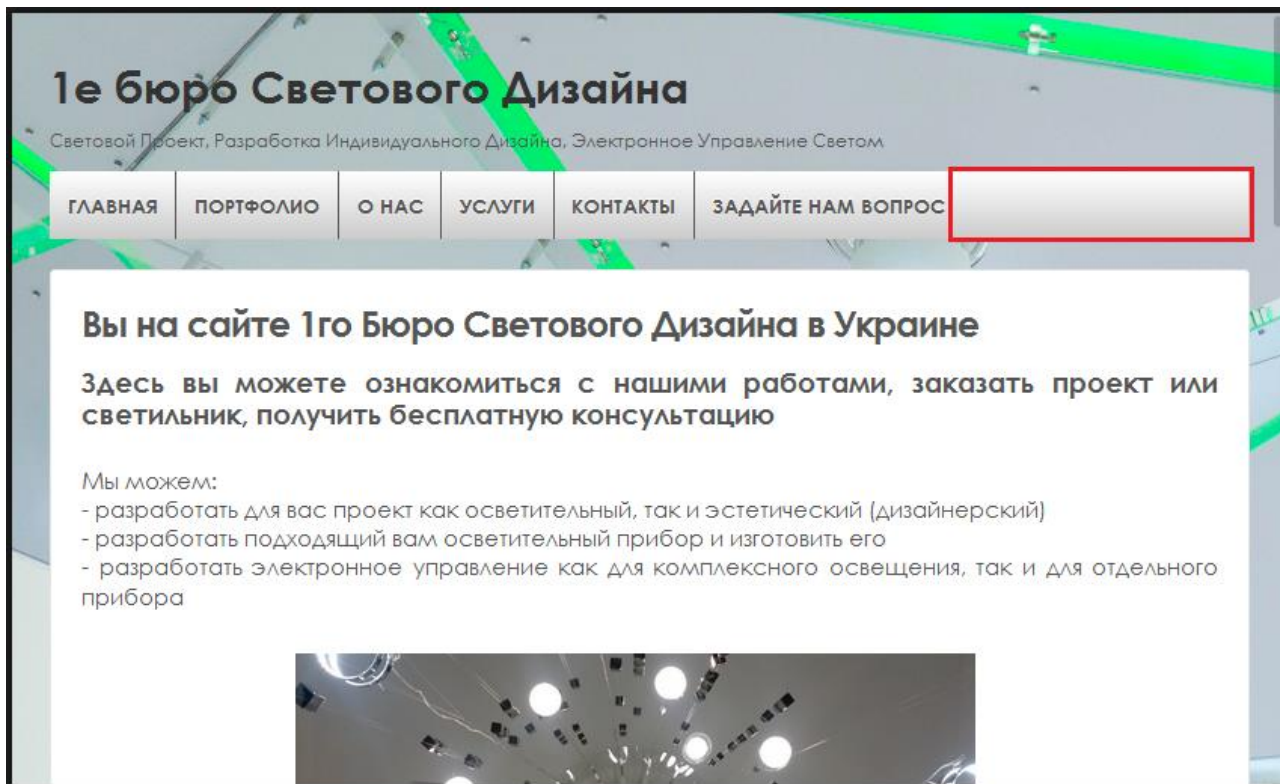 1е бюро Светового Дизайна
Световой Проект, Разработка Индивидуального Дизайна, Электронное Управление Светом
ГЛАВНАЯ ПОРТФОЛИО О НАС УСЛУГИ КОНТАКТЫ ЗАДАЙТЕ НАМ ВОПРОС
Вы на сайте 1го Бюро Светового Дизайна в Украине
Здесь вы можете ознакомиться с нашими работами, заказать проект или
светильник, получить бесплатную консультацию
Мы можем:
- разработать для вас проект как осветительный, так и эстетический (дизайнерский)
- разработать подходящий вам осветительный прибор и изготовить его
- разработать электронное управление как для комплексного освещения, так и для отдельного
прибора